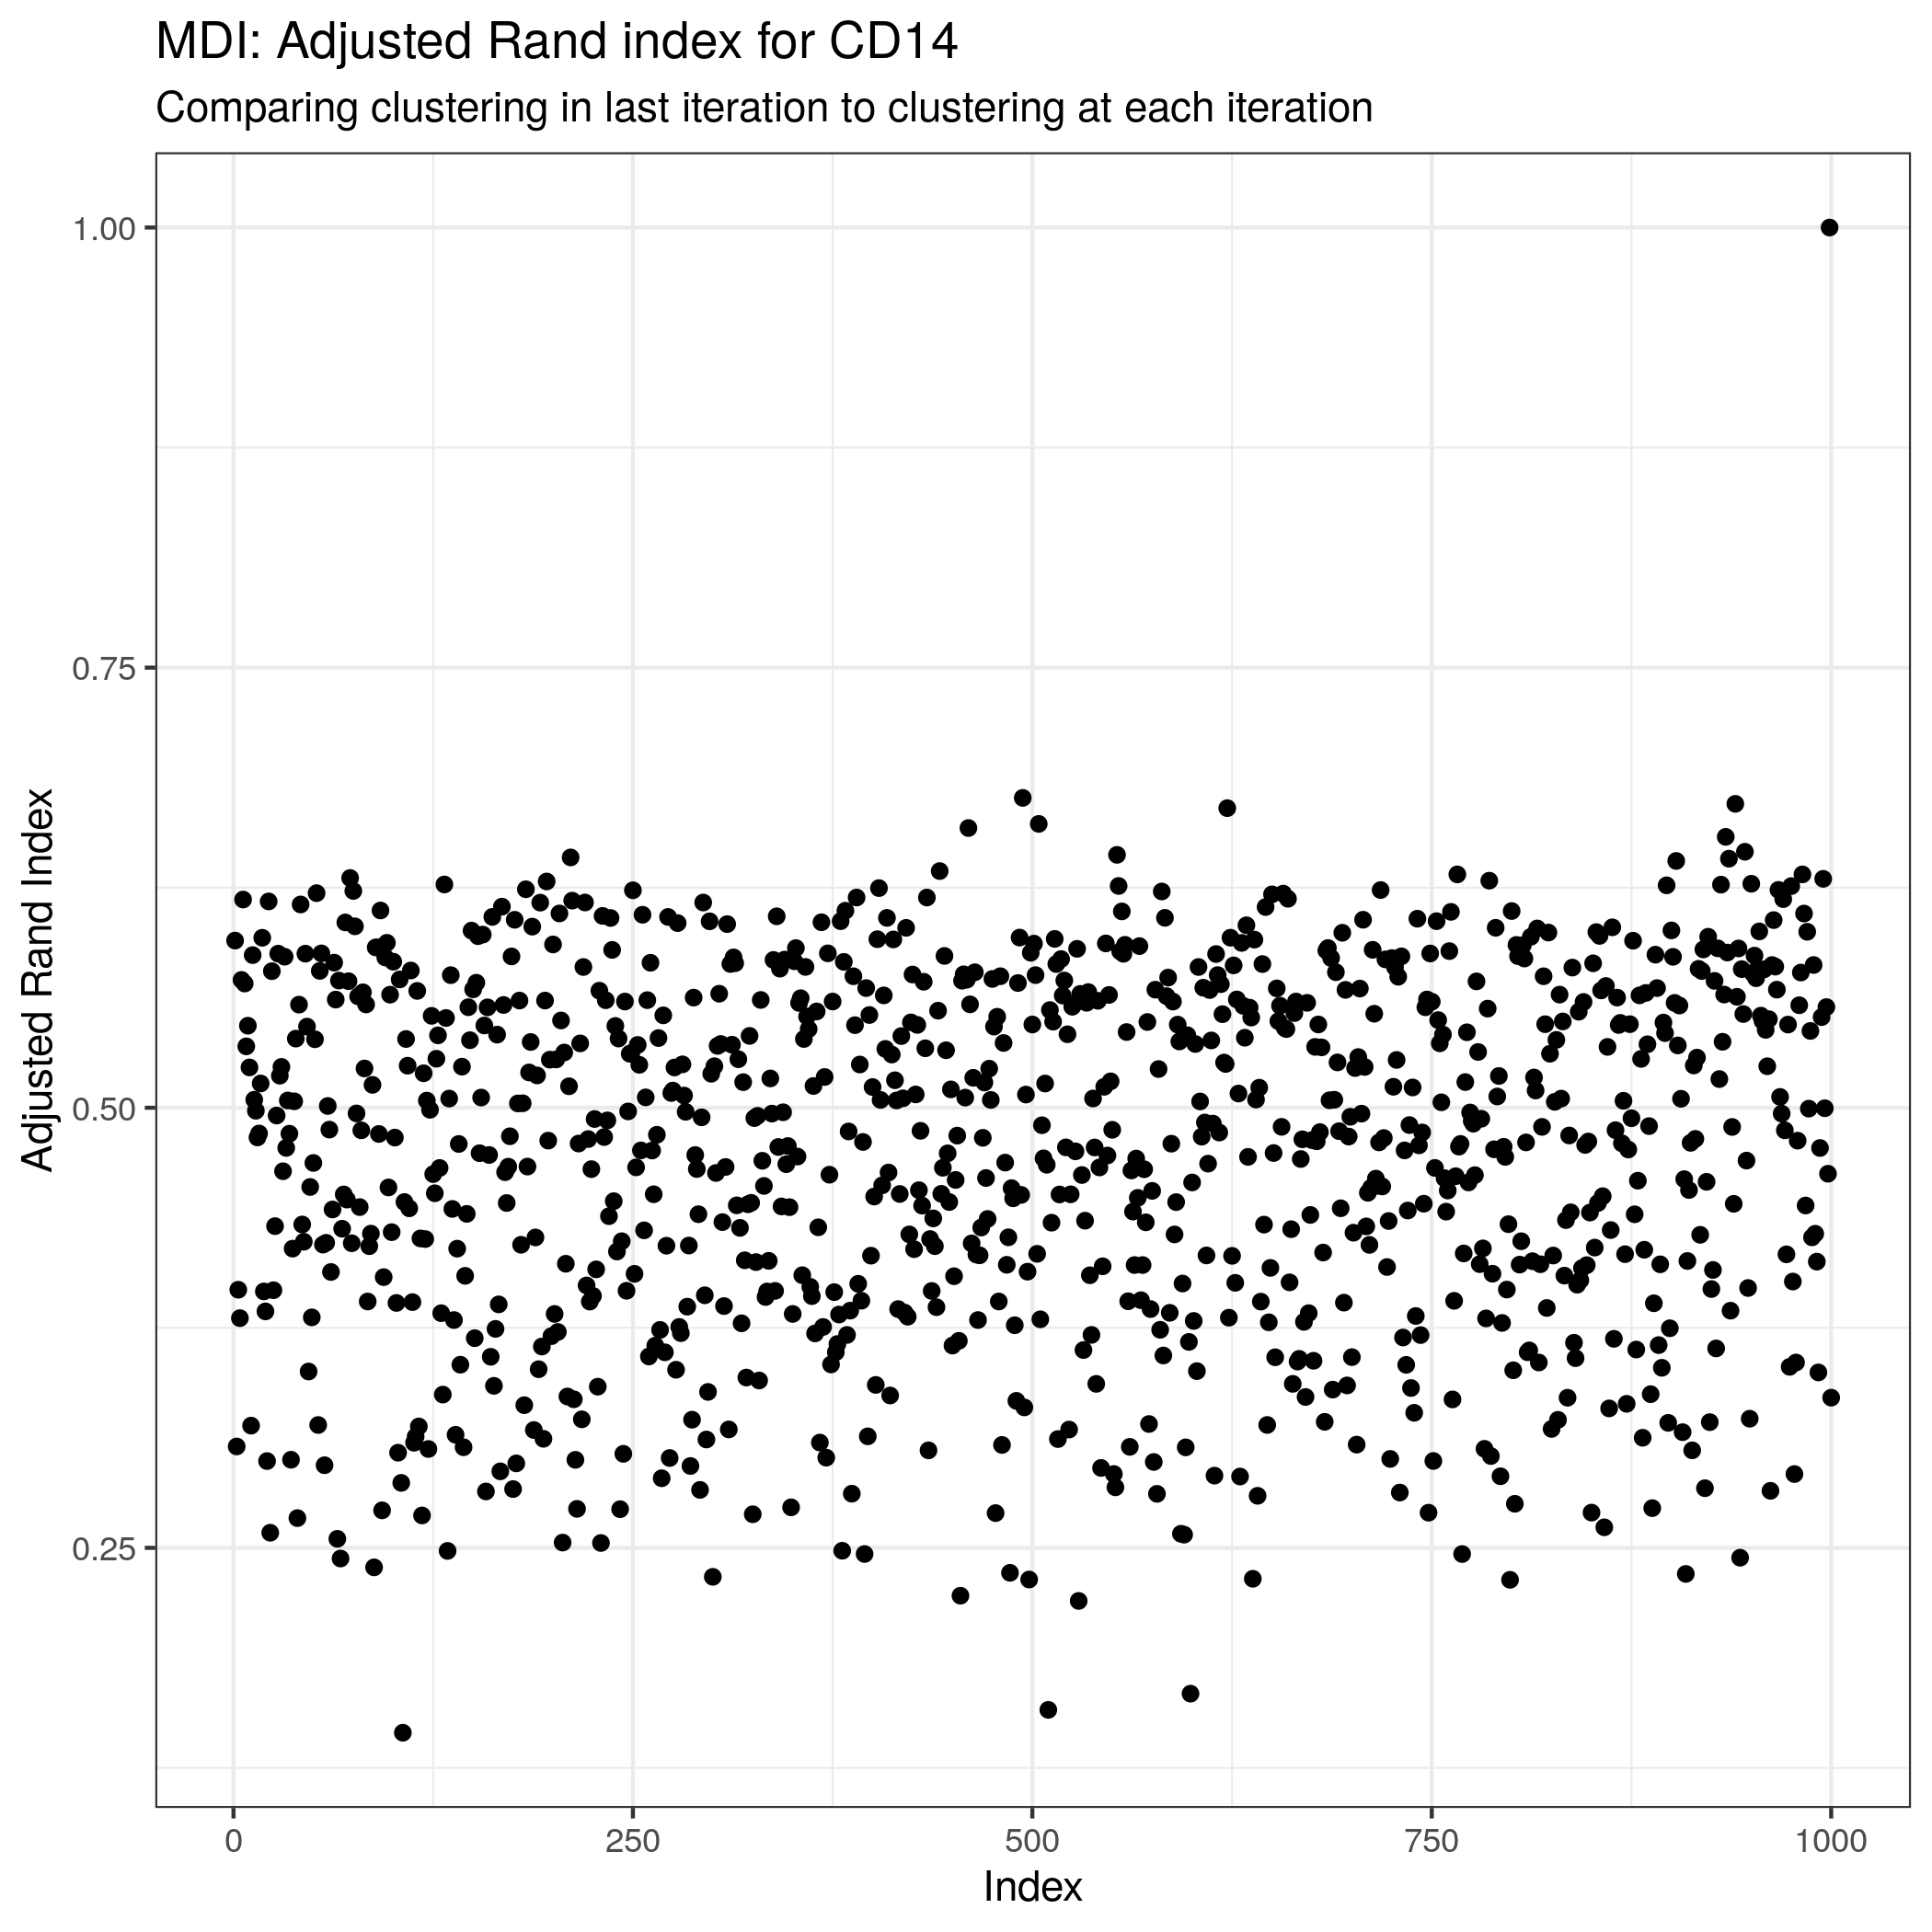 MDI: Adjusted Rand index for CD14
Comparing clustering in last iteration to clustering at each iteration
Adjusted Rand Index
1.00
0.75
0.50
0.25
0
250
500
750
1000
Index